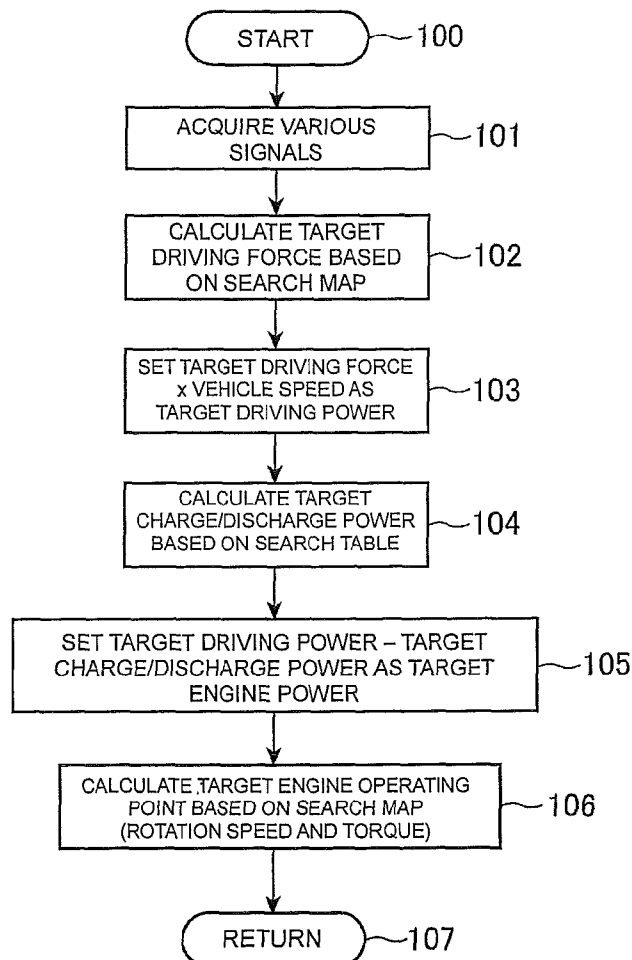 START
100
ACQUIRE VARIOUS
SIGNALS
101
CALCULATE TARGET
DRIVING FORCE BASED
ON SEARCH MAP
102
SET TARGET DRIVING FORCE
x VEHICLE SPEED AS
TARGET DRIVING POWER
103
CALCULATE TARGET
CHARGE/DISCHARGE POWER
BASED ON SEARCH TABLE
104
SET TARGET DRIVING POWER – TARGET
CHARGE/DISCHARGE POWER AS TARGET
ENGINE POWER
105
CALCULATE TARGET ENGINE OPERATING
POINT BASED ON SEARCH MAP
(ROTATION SPEED AND TORQUE)
106
RETURN
107